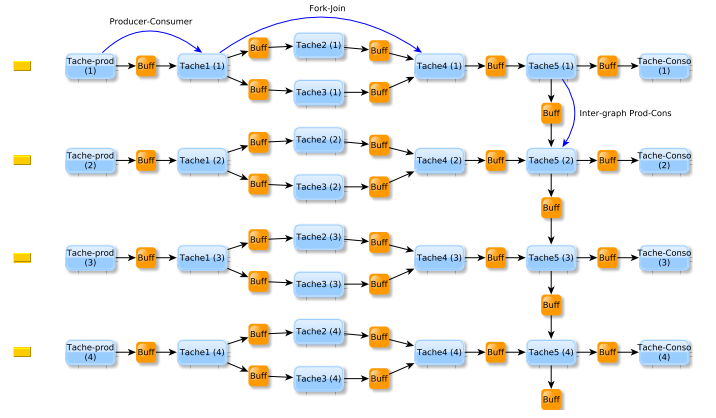 Fork-Join
Producer-Consumer
Tache-prod
(1)
Buff
Tache1 (1)
Buff
Tache2 (1)
Buff
Buff
Tache3 (1)
Buff
Tache4 (1)
Buff
Tache5 (1)
Buff
Tache-Conso
(1)
Buff
Inter-graph Prod-Cons
Tache-prod
(2)
Buff
Tache1 (2)
Buff
Tache2 (2)
Buff
Buff
Tache3 (2)
Buff
Tache4 (2)
Buff
Tache5 (2)
Buff
Tache-Conso
(2)
Buff
Tache-prod
(3)
Buff
Tache1 (3)
Buff
Tache2 (3)
Buff
Buff
Tache3 (3)
Buff
Tache4 (3)
Buff
Tache5 (3)
Buff
Tache-Conso
(3)
Buff
Tache-prod
(4)
Buff
Tache1 (4)
Buff
Tache2 (4)
Buff
Buff
Tache3 (4)
Buff
Tache4 (4)
Buff
Tache5 (4)
Buff
Tache-Conso
(4)
Buff